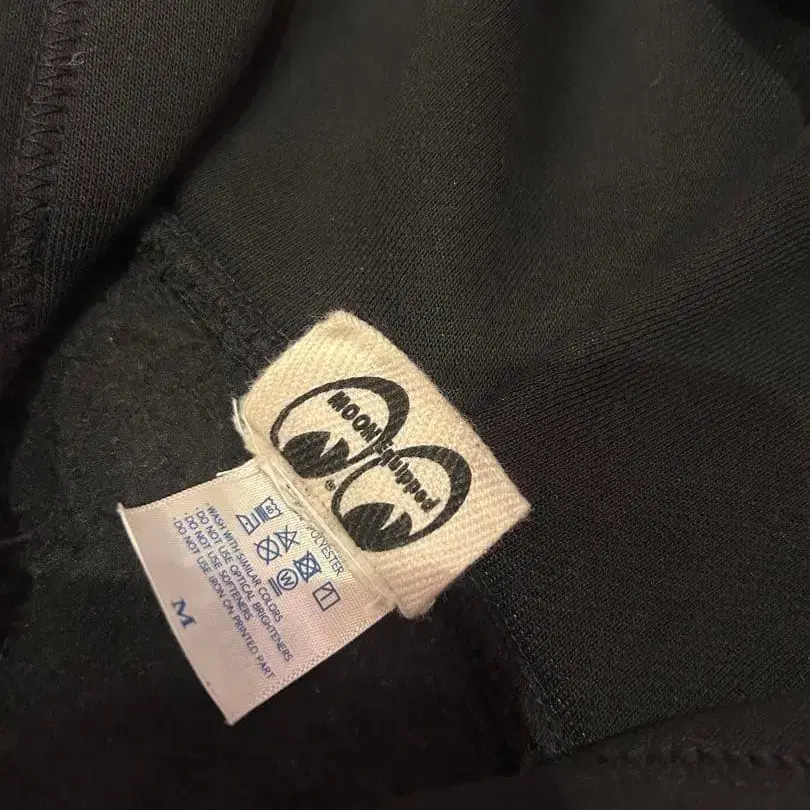 MOON Equipped
®
POLYESTER
40
W
· WASH WITH SIMILAR COLORS
· DO NOT USE OPTICAL BRIGHTENERS
· DO NOT USE SOFTENERS
· DO NOT USE IRON ON PRINTED PART
M